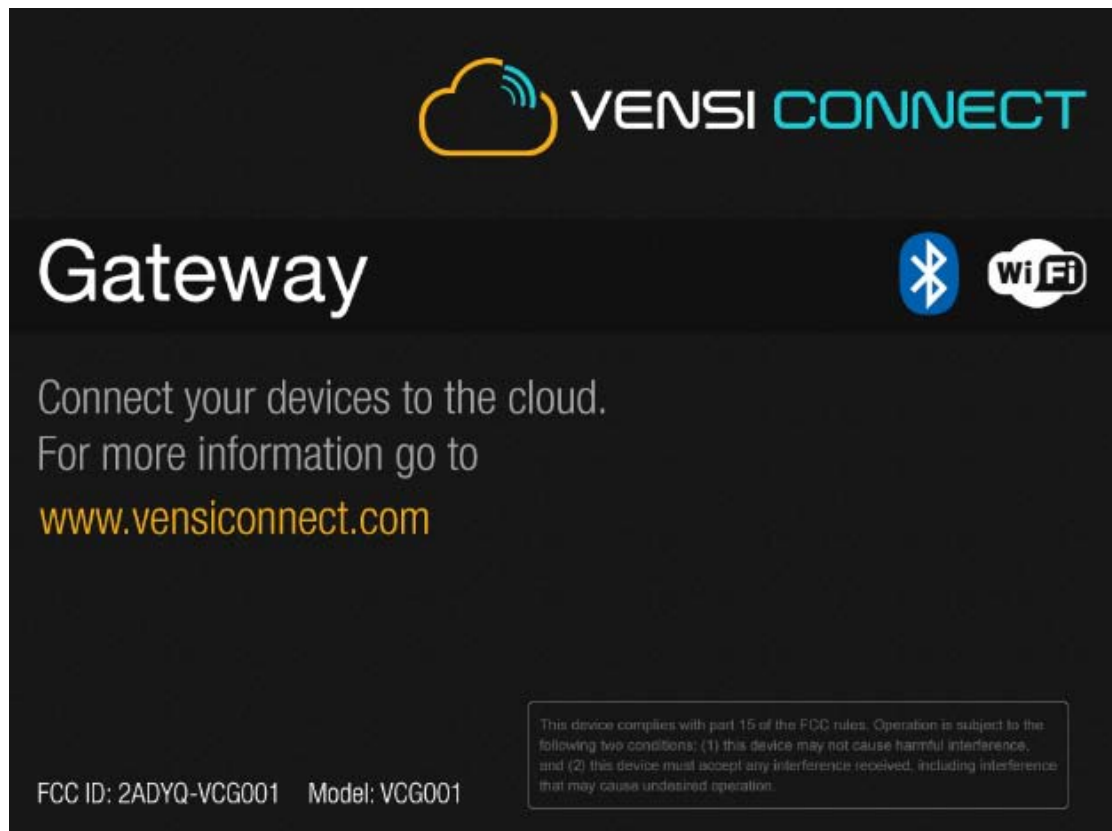 VENSI CONNECT
Gateway
WiFi
Connect your devices to the cloud.
For more information go to
www.vensiconnect.com
This device complies with part 15 of the FCC rules. Operation is subject to the
following two conditions: (1) this device may not cause harmful interference,
and (2) this device must accept any interference received, including interference
that may cause undesired operation.
FCC ID: 2ADYQ-VCG001 Model: VCG001